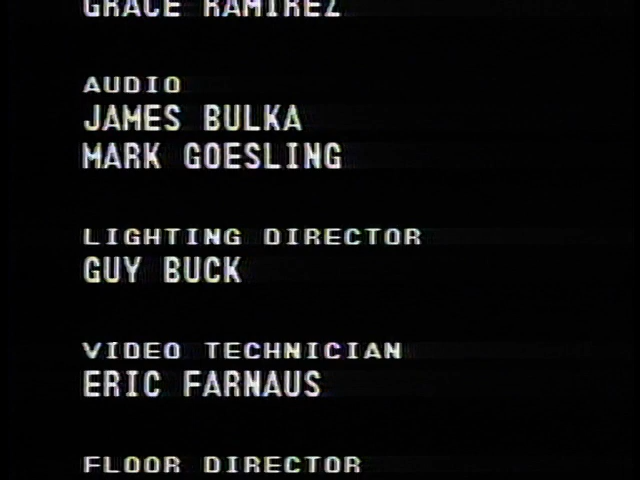 GRACE RAMIREZ
AUDIO
JAMES BULKA
MARK GOESLING
LIGHTING DIRECTOR
GUY BUCK
VIDEO TECHNICIAN
ERIC FARNAUS
FLOOR DIRECTOR